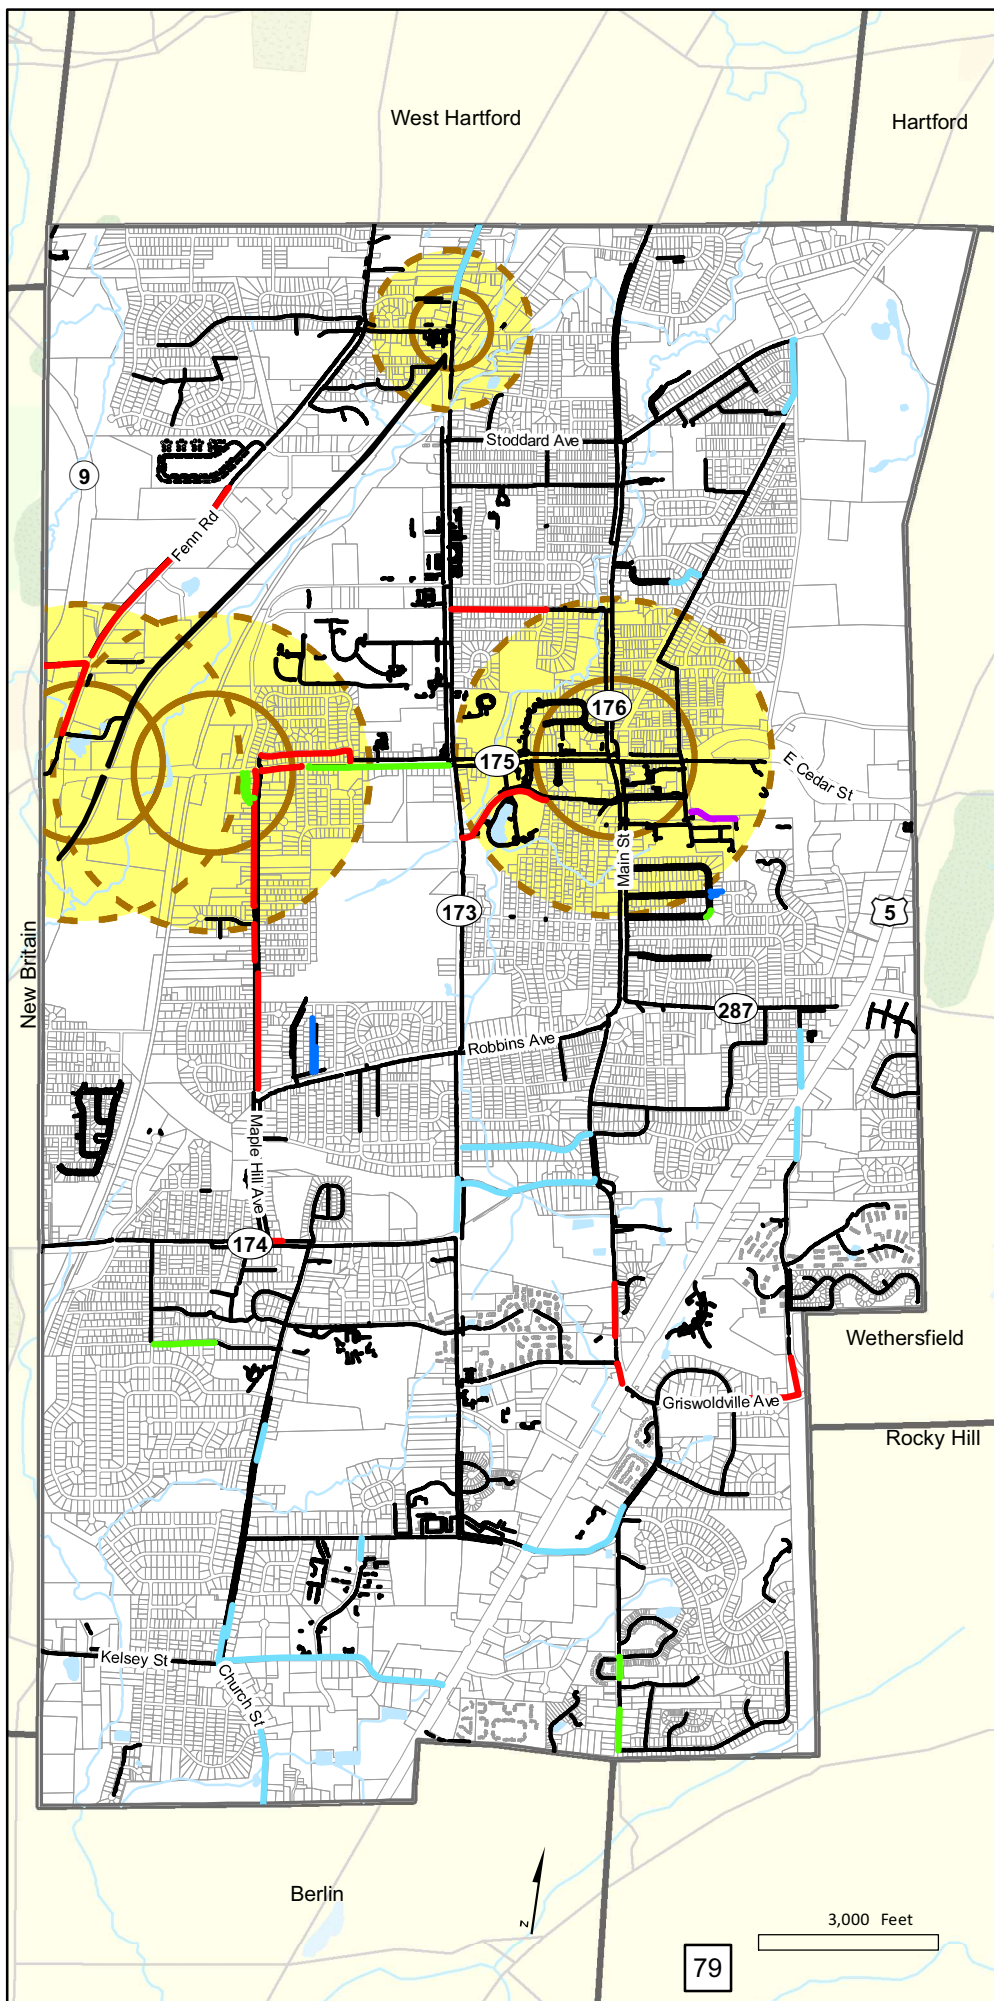 West Hartford
Hartford
Stoddard Ave
9
Fenn Rd
176
175
E Cedar St
Main St
173
5
New Britain
287
Robbins Ave
Maple Hill Ave
174
Wethersfield
Griswoldville Ave
Rocky Hill
Kelsey St
Church St
Berlin
z
3,000 Feet
79